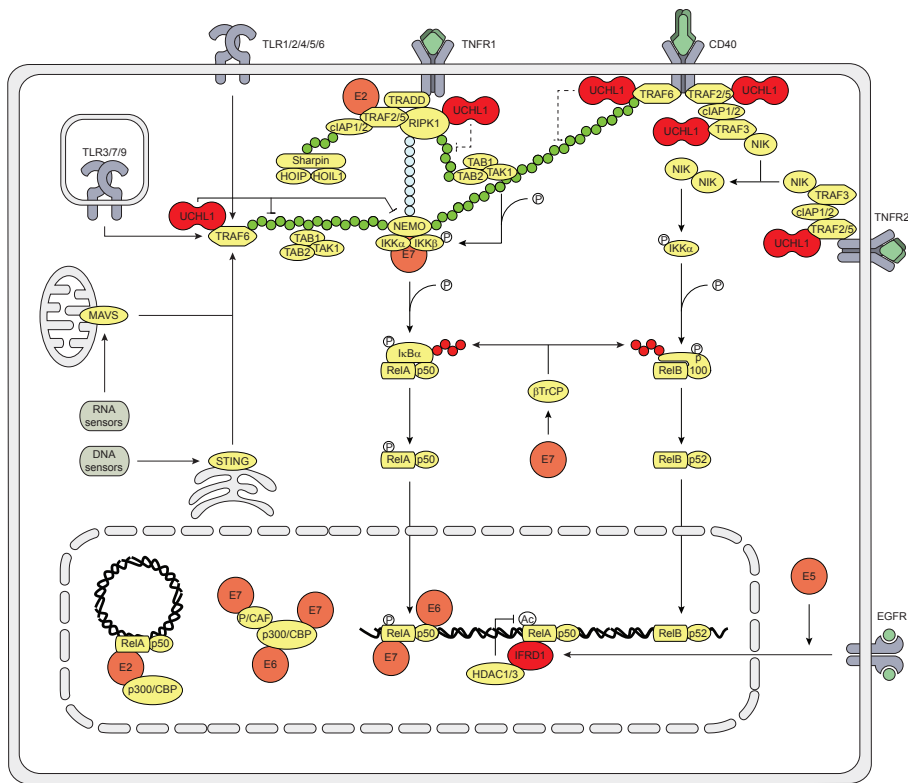 TLR1/2/4/5/6
TNFR1
CD40
E2
TRADD
UCHL1
TRAF2/5
cIAP1/2
RIPK1
Sharpin
HOIP
HOIL1
TAB1
TAB2
TAK1
UCHL1
TRAF6
TRAF2/5
UCHL1
cIAP1/2
UCHL1
TRAF3
NIK
TLR3/7/9
NIK
NIK
NIK
TRAF3
cIAP1/2
TRAF2/5
UCHL1
TNFR2
UCHL1
TRAF6
TAB1
TAB2
TAK1
NEMO
IKKα
IKKβ
P
E7
P
P
IKKα
P
P
MAVS
P
IκBα
RelA
p50
P
p
RelB
100
βTrCP
E7
RNA
sensors
DNA
sensors
STING
P
RelA
p50
RelB
p52
E7
P/CAF
E7
p300/CBP
E6
RelA
p50
E2
p300/CBP
P
E6
RelA
p50
E7
Ac
RelA
p50
IFRD1
HDAC1/3
RelB
p52
E5
EGFR